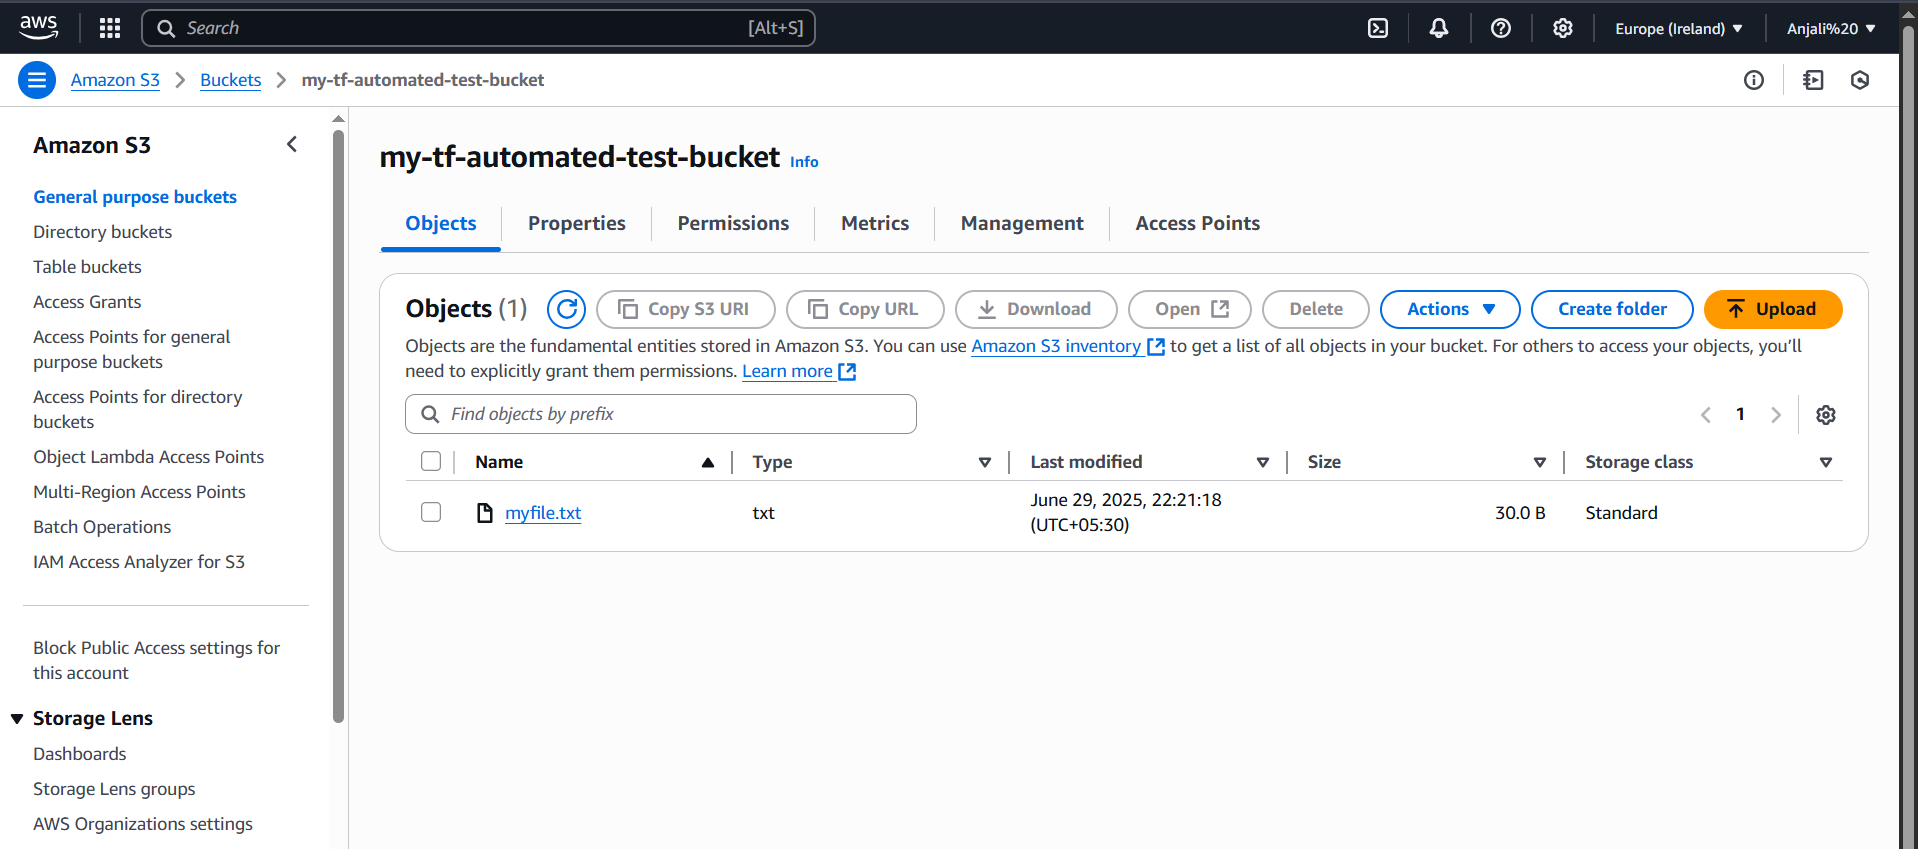 aws
Search [Alt+S] Europe (Ireland) Anjali%20
Amazon S3 Buckets my-tf-automated-test-bucket
Amazon S3
General purpose buckets
Directory buckets
Table buckets
Access Grants
Access Points for general
purpose buckets
Access Points for directory
buckets
Object Lambda Access Points
Multi-Region Access Points
Batch Operations
IAM Access Analyzer for S3
Block Public Access settings for
this account
Storage Lens
Dashboards
Storage Lens groups
AWS Organizations settings
my-tf-automated-test-bucket Info
Objects Properties Permissions Metrics Management Access Points
Objects (1) Copy S3 URI Copy URL Download Open Delete Actions Create folder Upload
Objects are the fundamental entities stored in Amazon S3. You can use Amazon S3 inventory to get a list of all objects in your bucket. For others to access your objects, you’ll
need to explicitly grant them permissions. Learn more
Find objects by prefix 1
Name Type Last modified Size Storage class
myfile.txt txt June 29, 2025, 22:21:18 30.0 B Standard
(UTC+05:30)